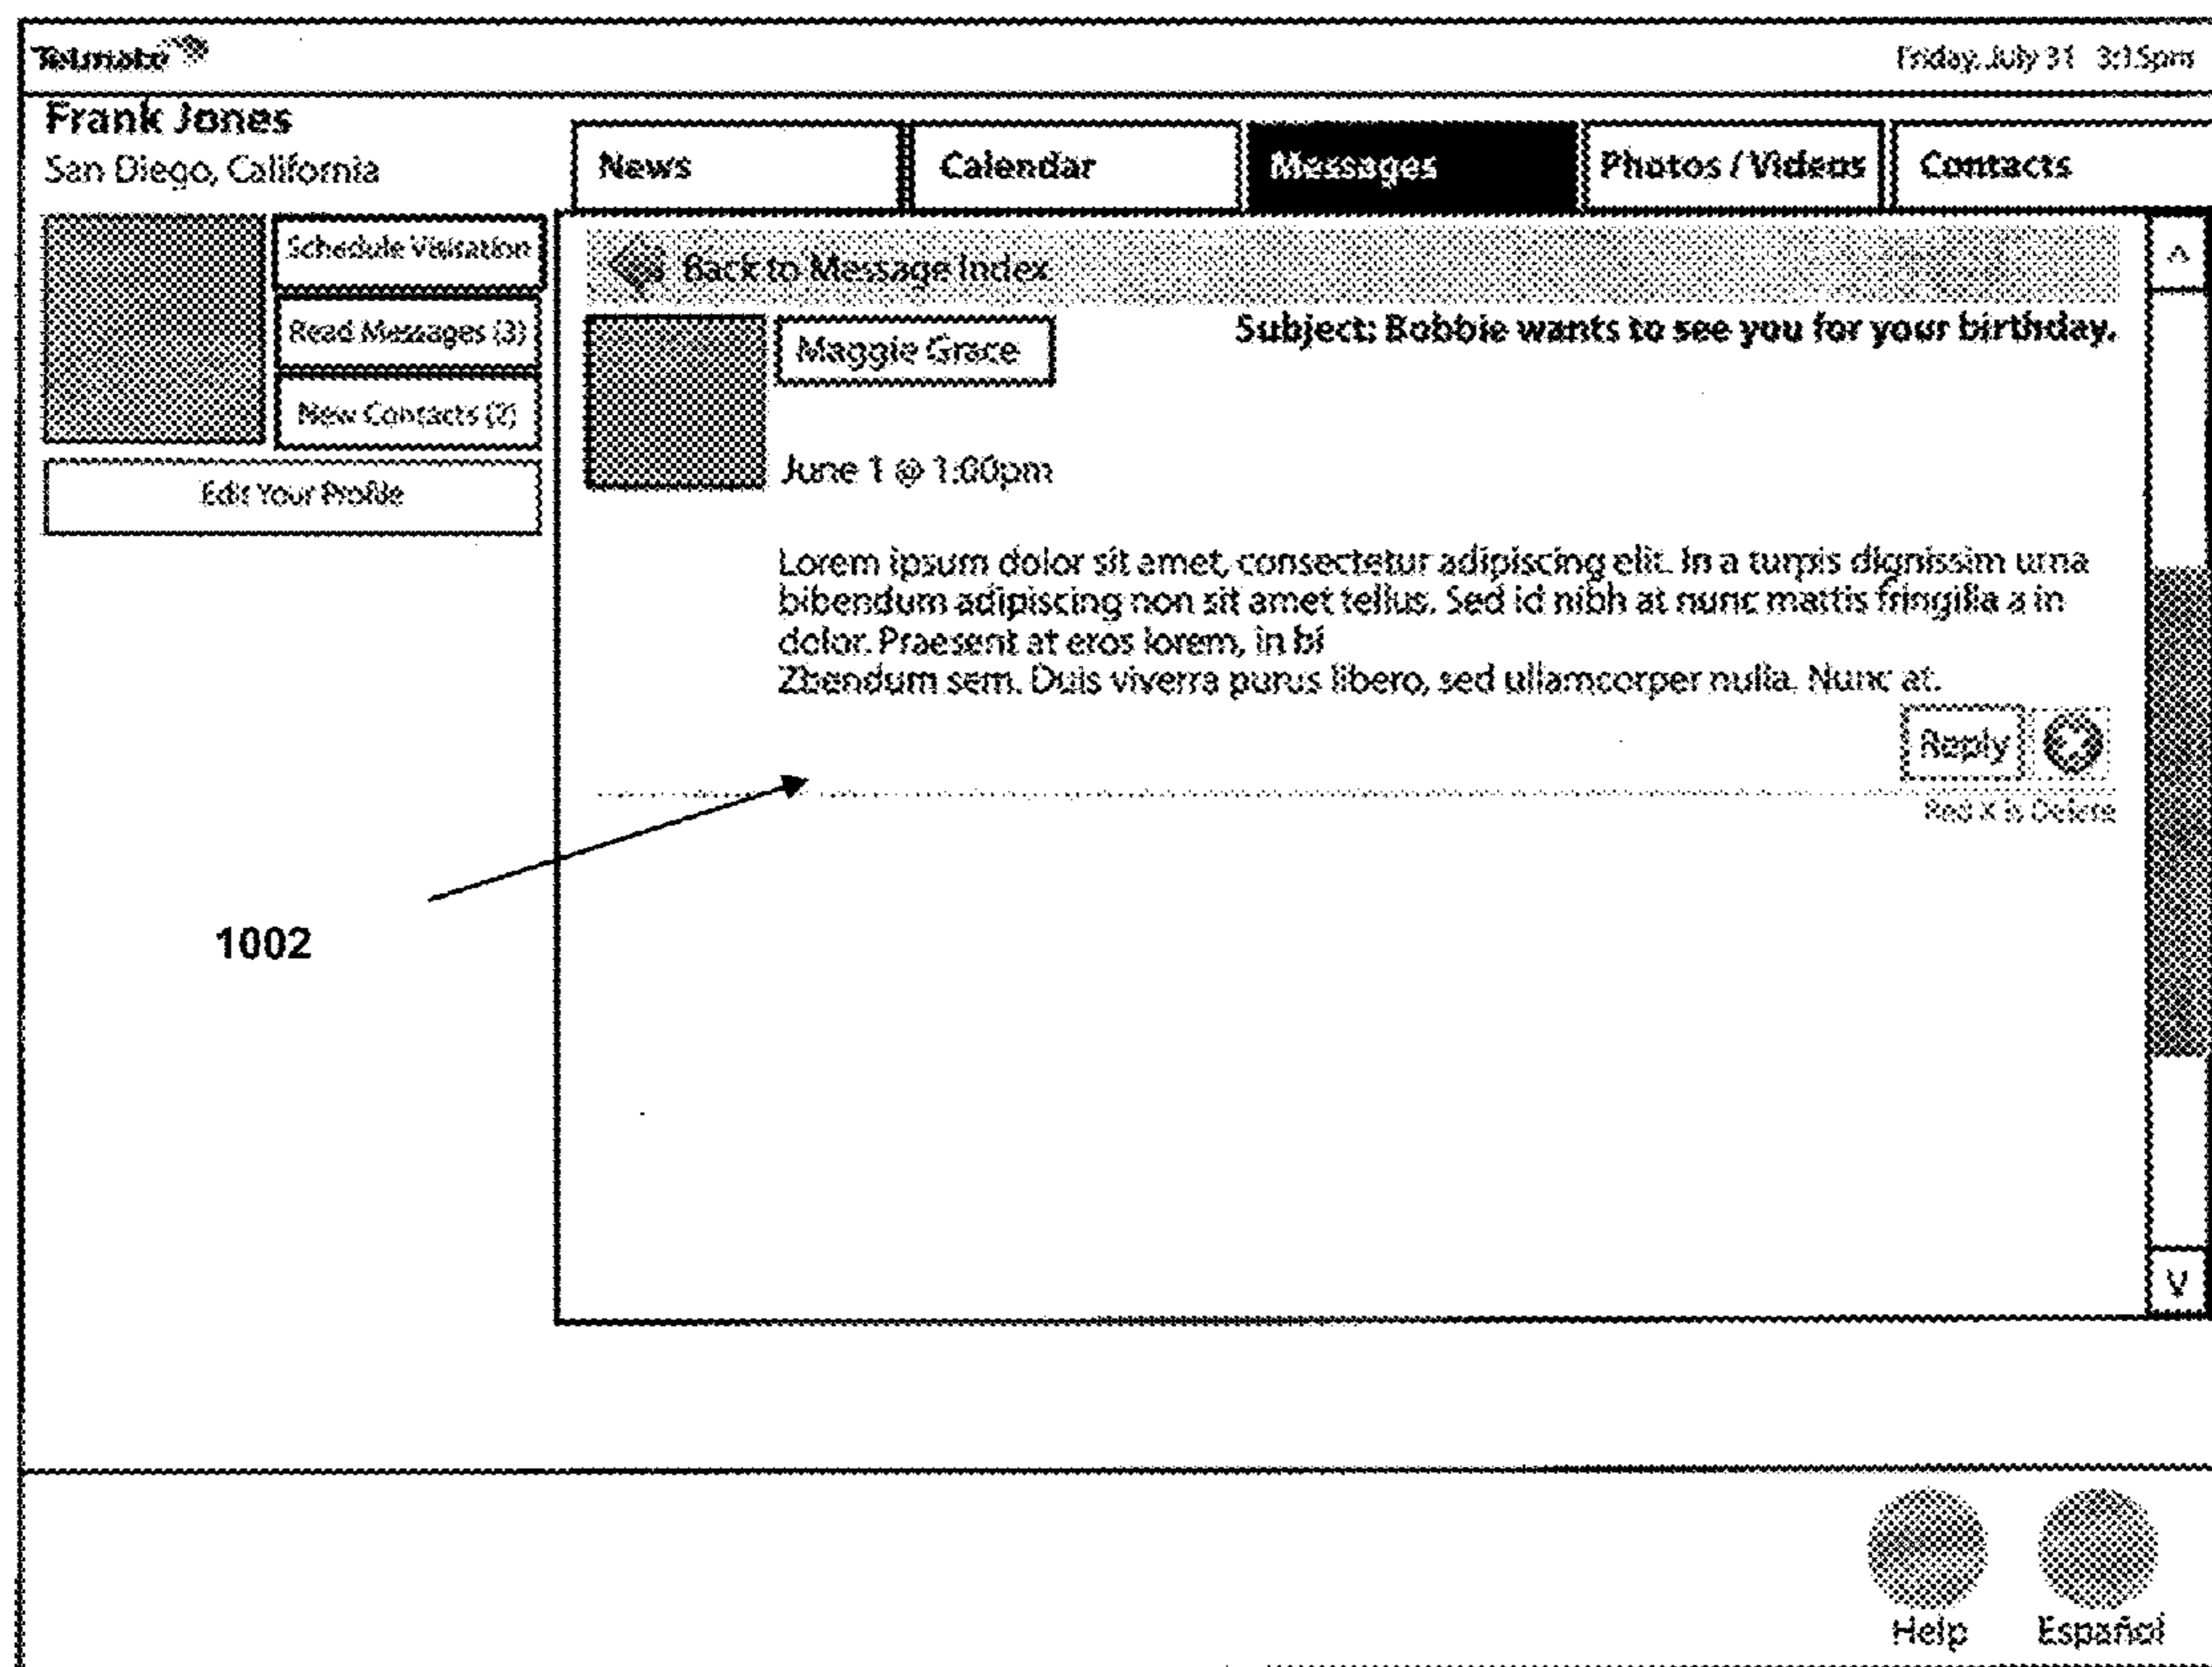 Telmate
Friday, July 31 3:15pm
Frank Jones
San Diego, California
News
Calendar
Messages
Photos / Videos
Contacts
Schedule Visitation
Read Messages (3)
New Contacts (2)
Edit Your Profile
Back to Message Index
Maggie Grace
Subject: Bobbie wants to see you for your birthday.
June 1 @ 1:00pm
Lorem ipsum dolor sit amet, consectetur adipiscing elit. In a turpis dignissim urna
bibendum adipiscing non sit amet tellus. Sed id nibh at nunc mattis fringilla a in
dolor. Praesent at eros lorem, in bi
Zbendum sem. Duis viverra purus libero, sed ullamcorper nulla. Nunc at.
Reply
Red X is Delete
1002
Help
Español